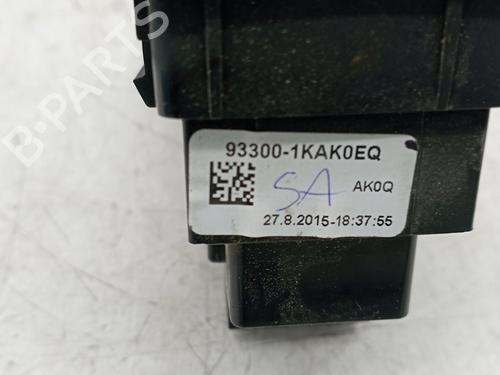 93300-1KAK0EQ
SA
AK0Q
27.8.2015-18:37:55
B PARTS